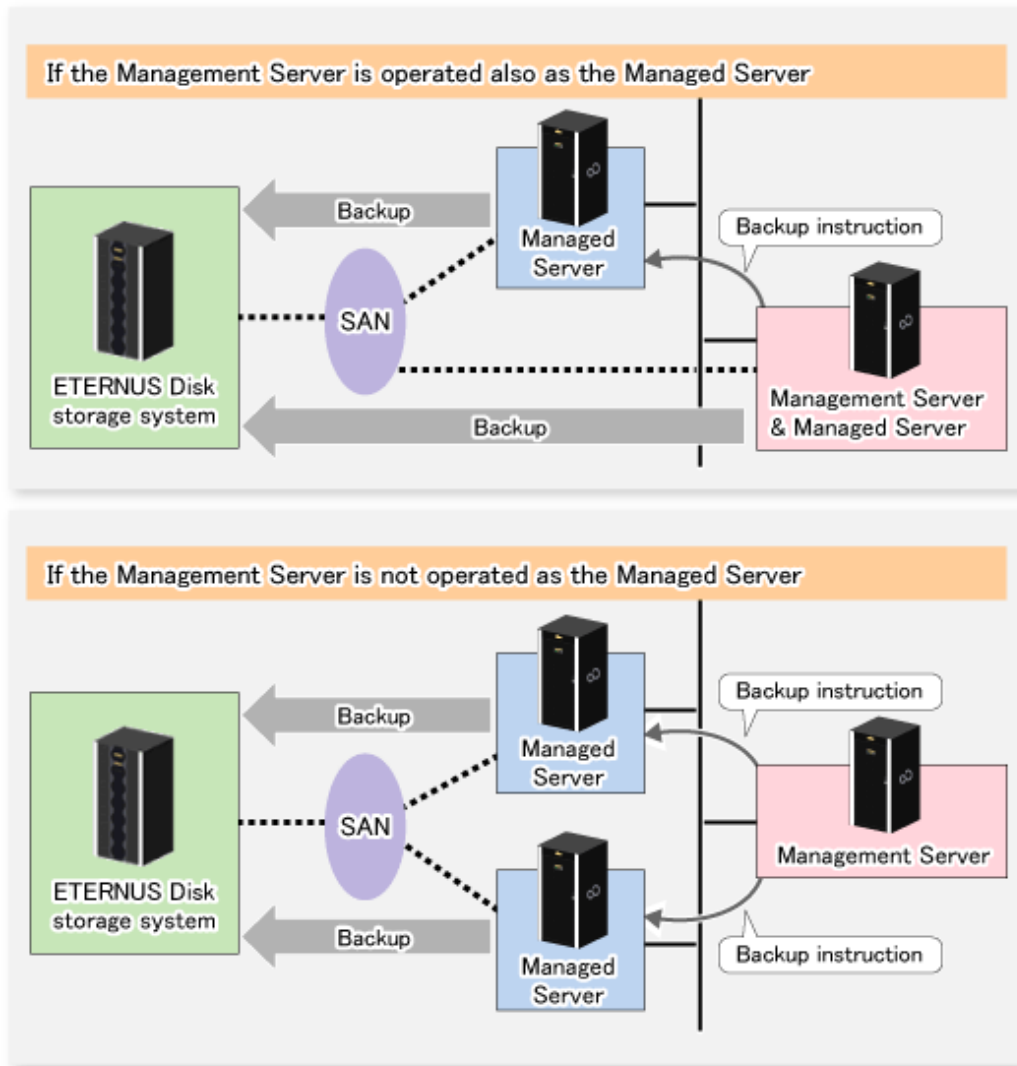 If the Management Server is operated also as the Managed Server
Backup
Managed
Server
Backup instruction
SAN
ETERNUS Disk
storage system
Management Server
& Managed Server
Backup
If the Management Server is not operated as the Managed Server
Backup
Managed
Server
Backup instruction
SAN
Management Server
ETERNUS Disk
storage system
Backup
Managed
Server
Backup instruction